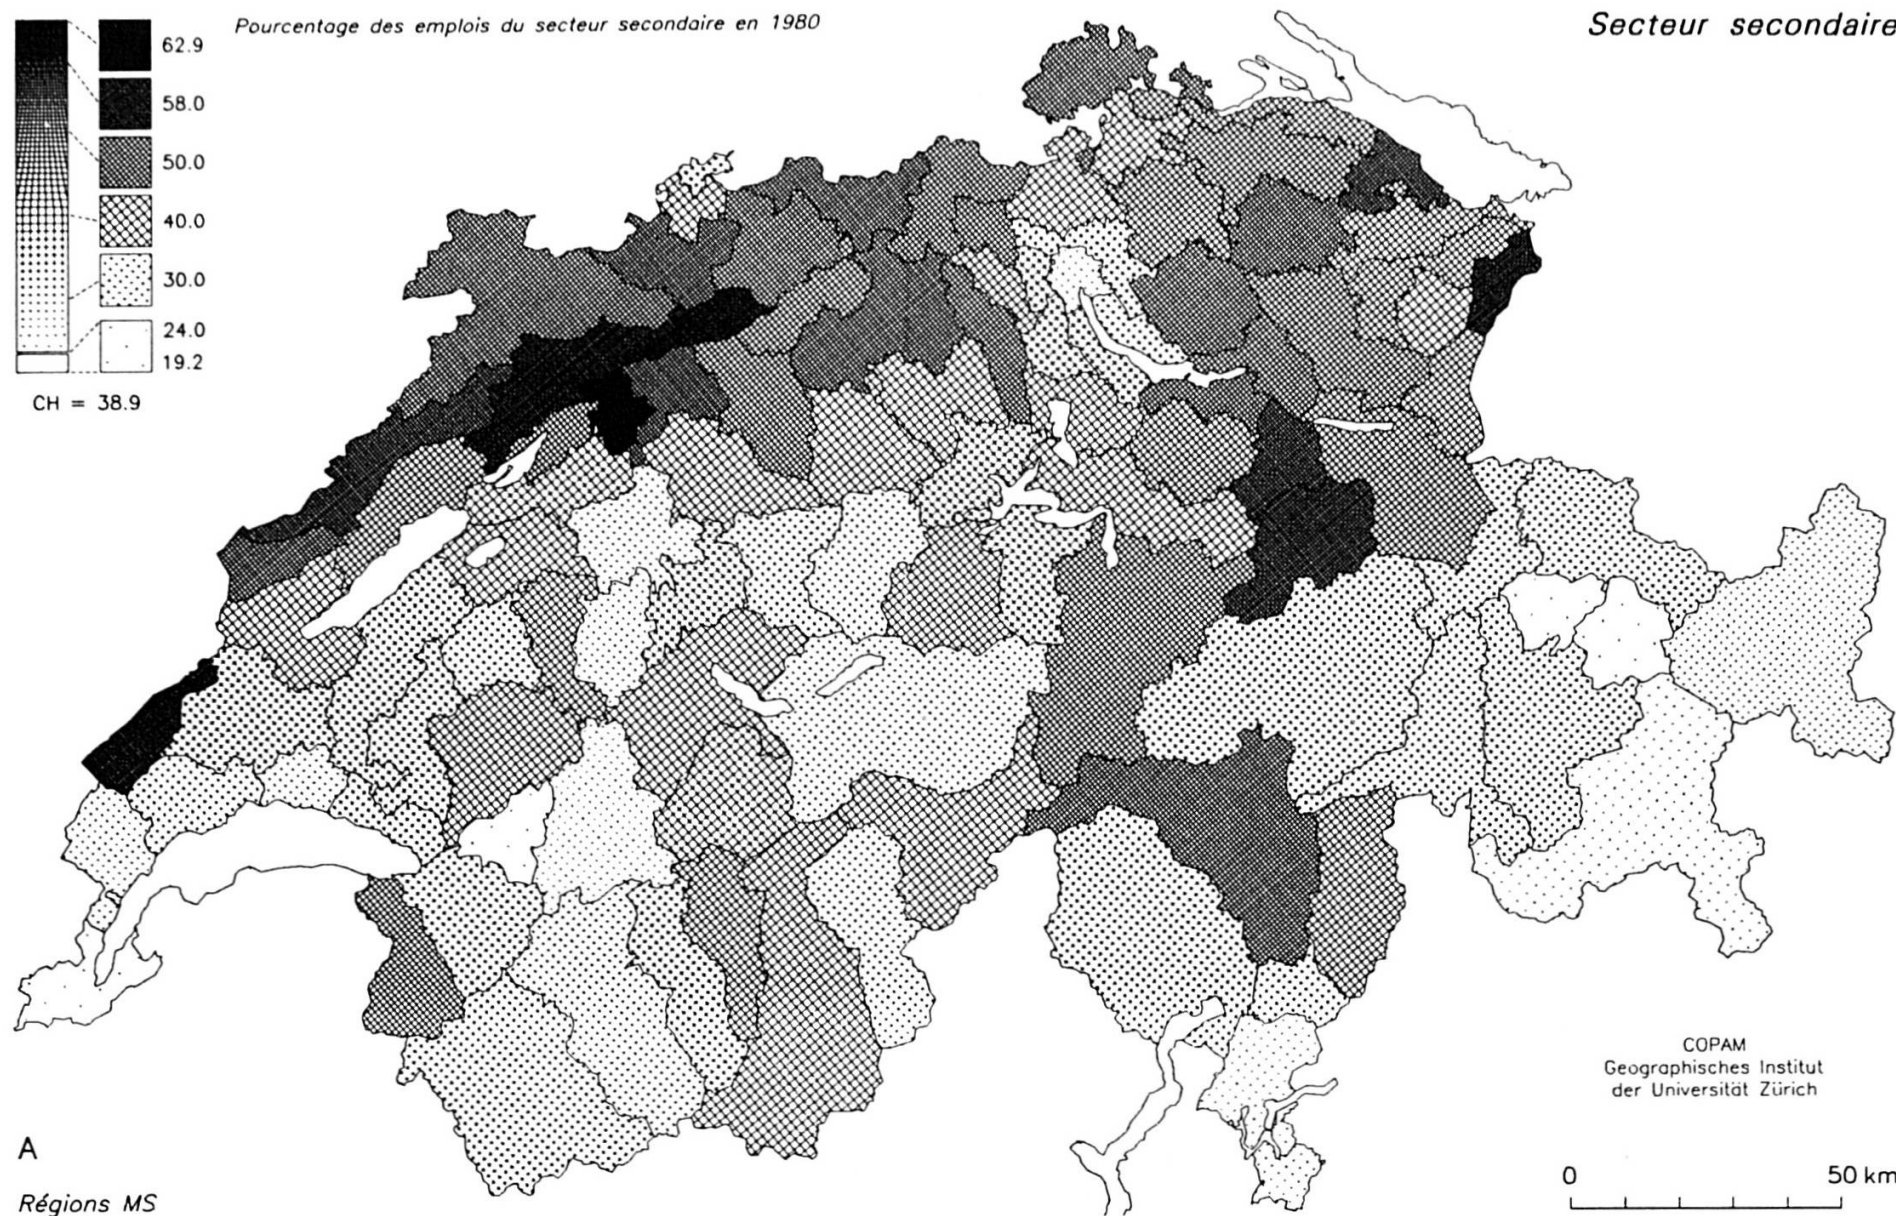 Pourcentage des emplois du secteur secondaire en 1980
Secteur secondaire
62.9
58.0
50.0
40.0
30.0
24.0
19.2
CH = 38.9
COPAM
Geographisches Institut
der Universität Zürich
A
Régions MS
0 50 km